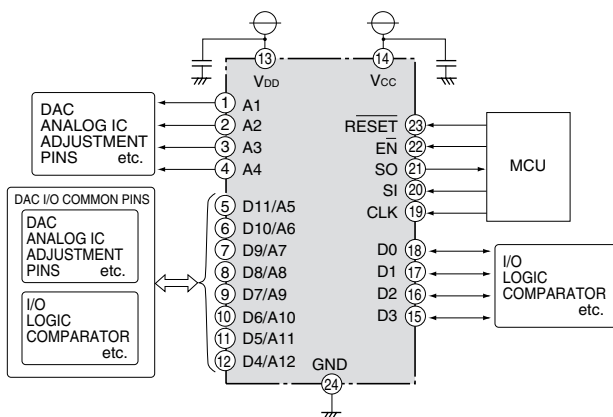 13
14
VDD
VCC
DAC
ANALOG IC
ADJUSTMENT
PINS etc.
1 A1
2 A2
3 A3
4 A4
DAC I/O COMMON PINS
DAC
ANALOG IC
ADJUSTMENT
PINS etc.
I/O
LOGIC
COMPARATOR
etc.
5 D11/A5
6 D10/A6
7 D9/A7
8 D8/A8
9 D7/A9
10 D6/A10
11 D5/A11
12 D4/A12
RESET 23
EN 22
SO 21
SI 20
CLK 19
MCU
D0 18
D1 17
D2 16
D3 15
I/O
LOGIC
COMPARATOR
etc.
GND
24